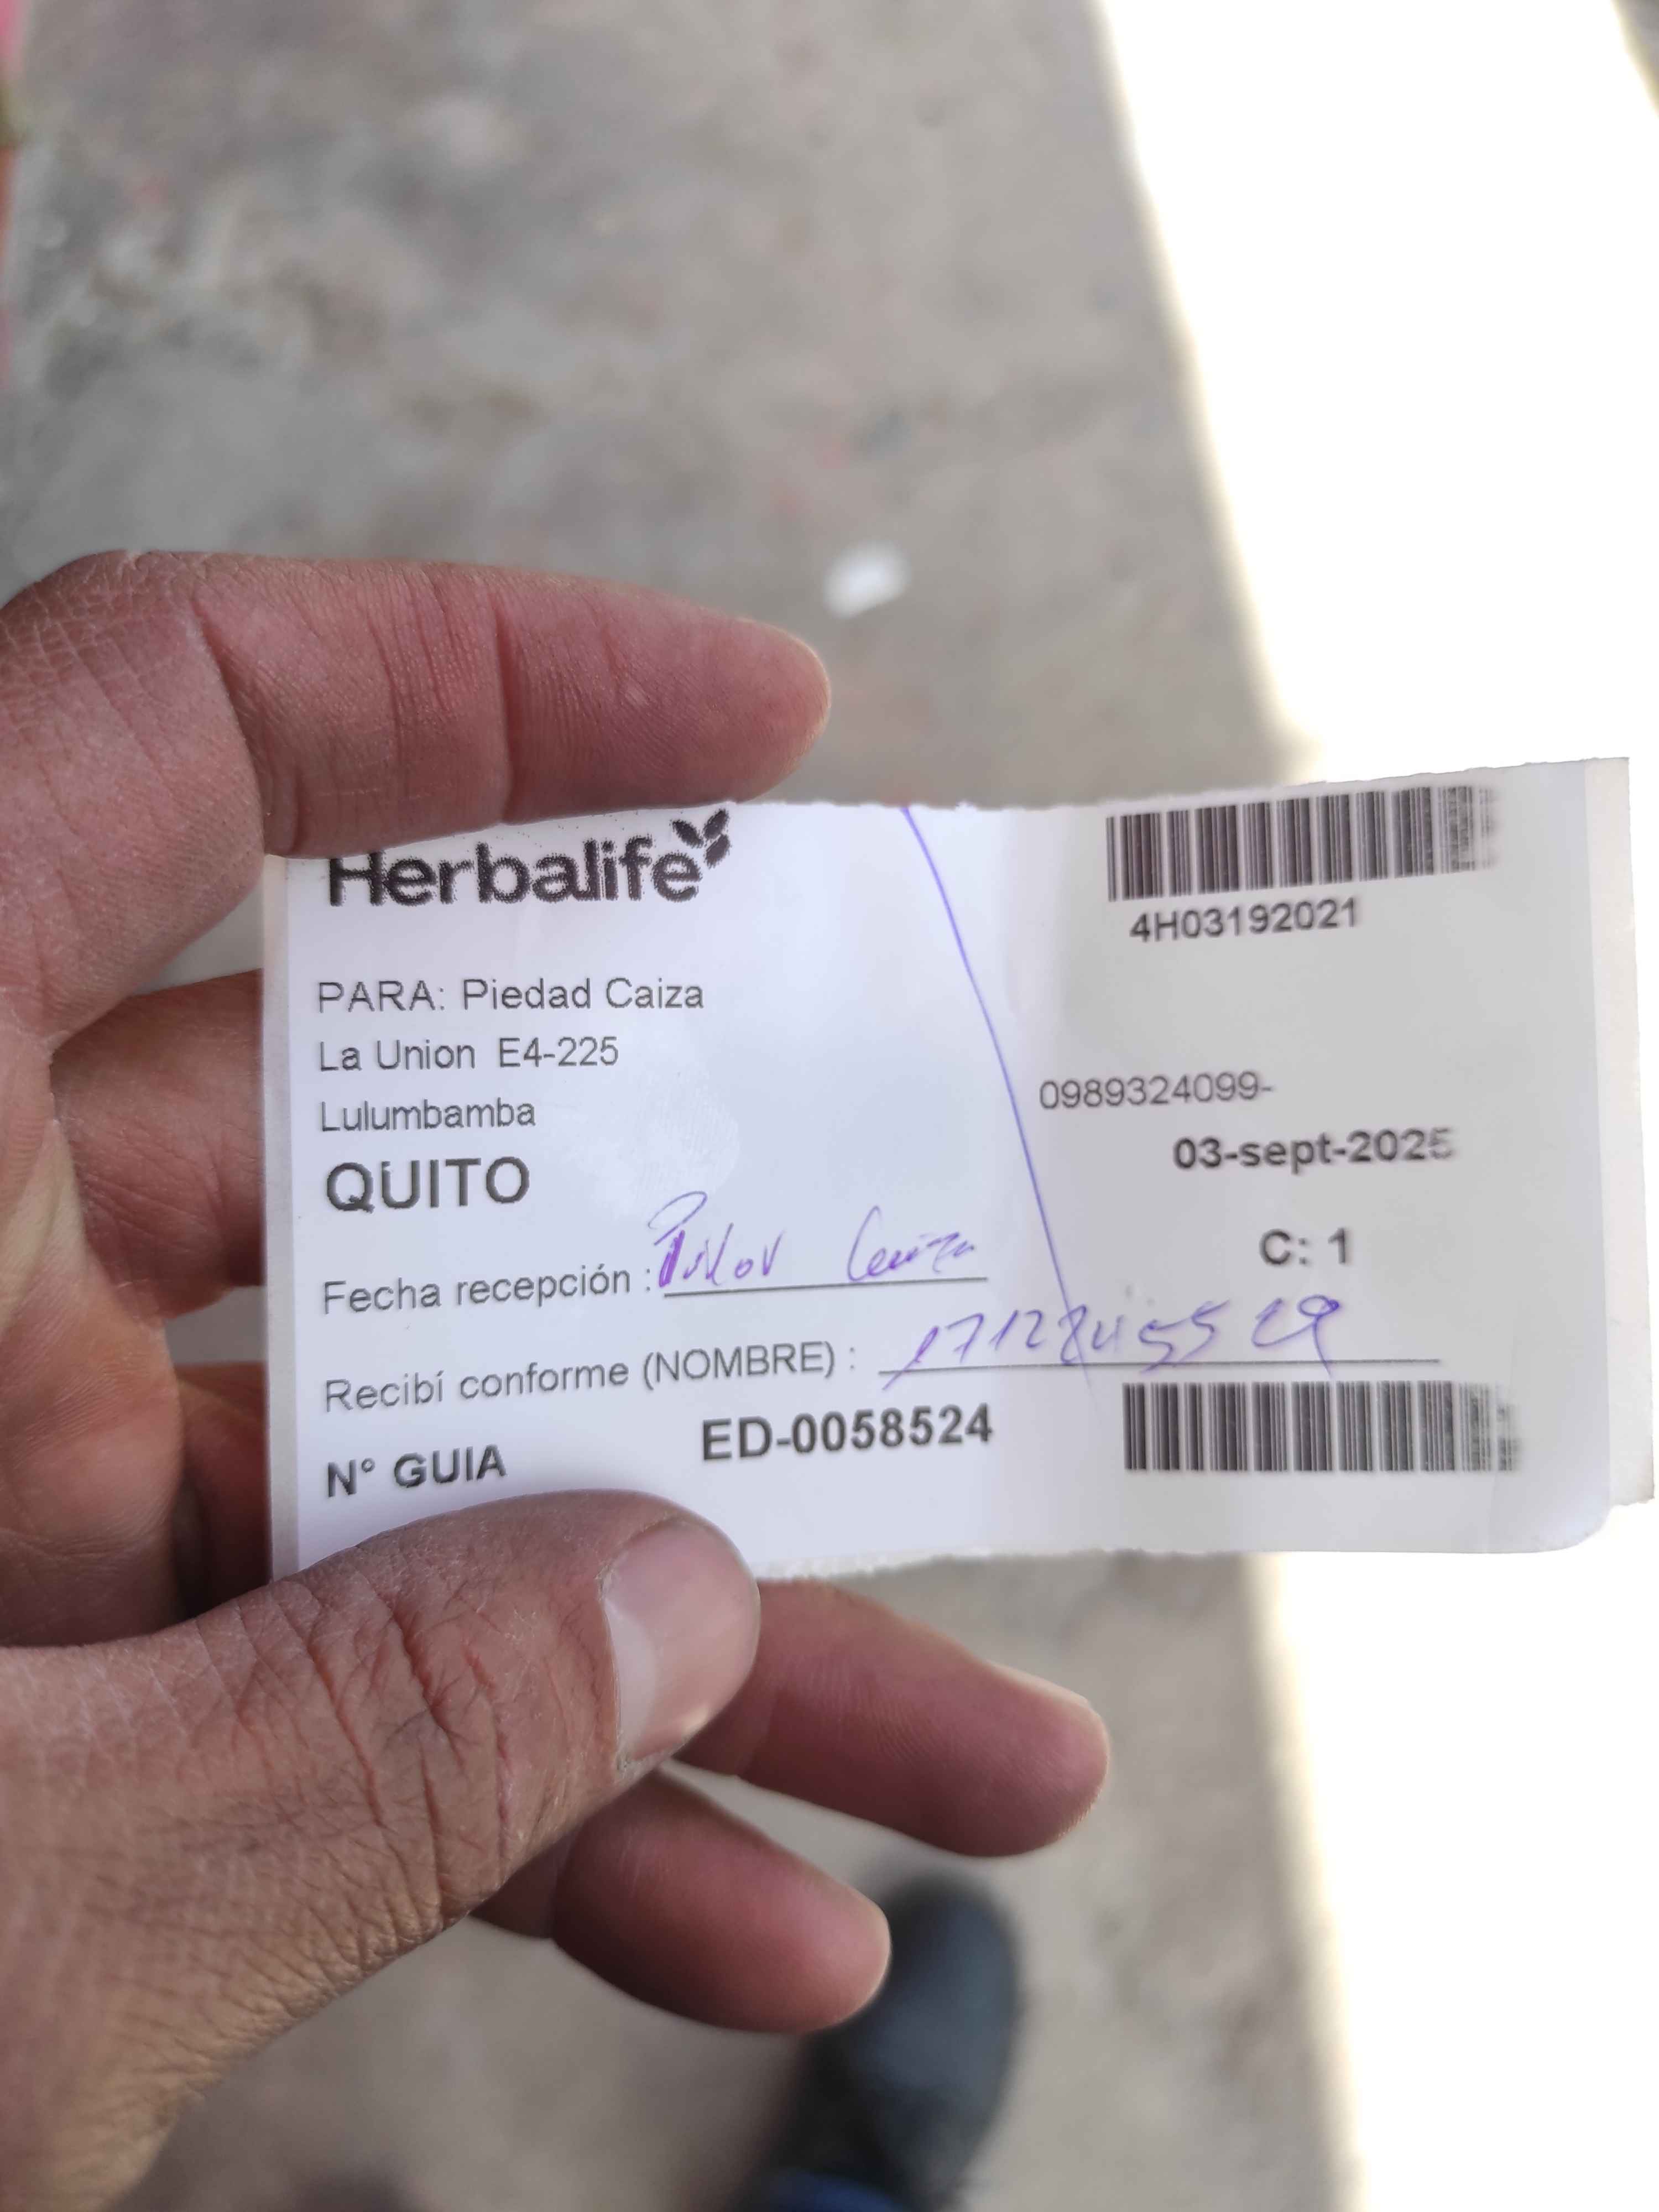 Herbalife
4H03192021
PARA: Piedad Caiza
La Union E4-225
0989324099-
Lulumbamba
03-sept-2025
QUITO
C: 1
Fecha recepción : Caiza
Recibí conforme (NOMBRE) :
N° GUIA ED-0058524